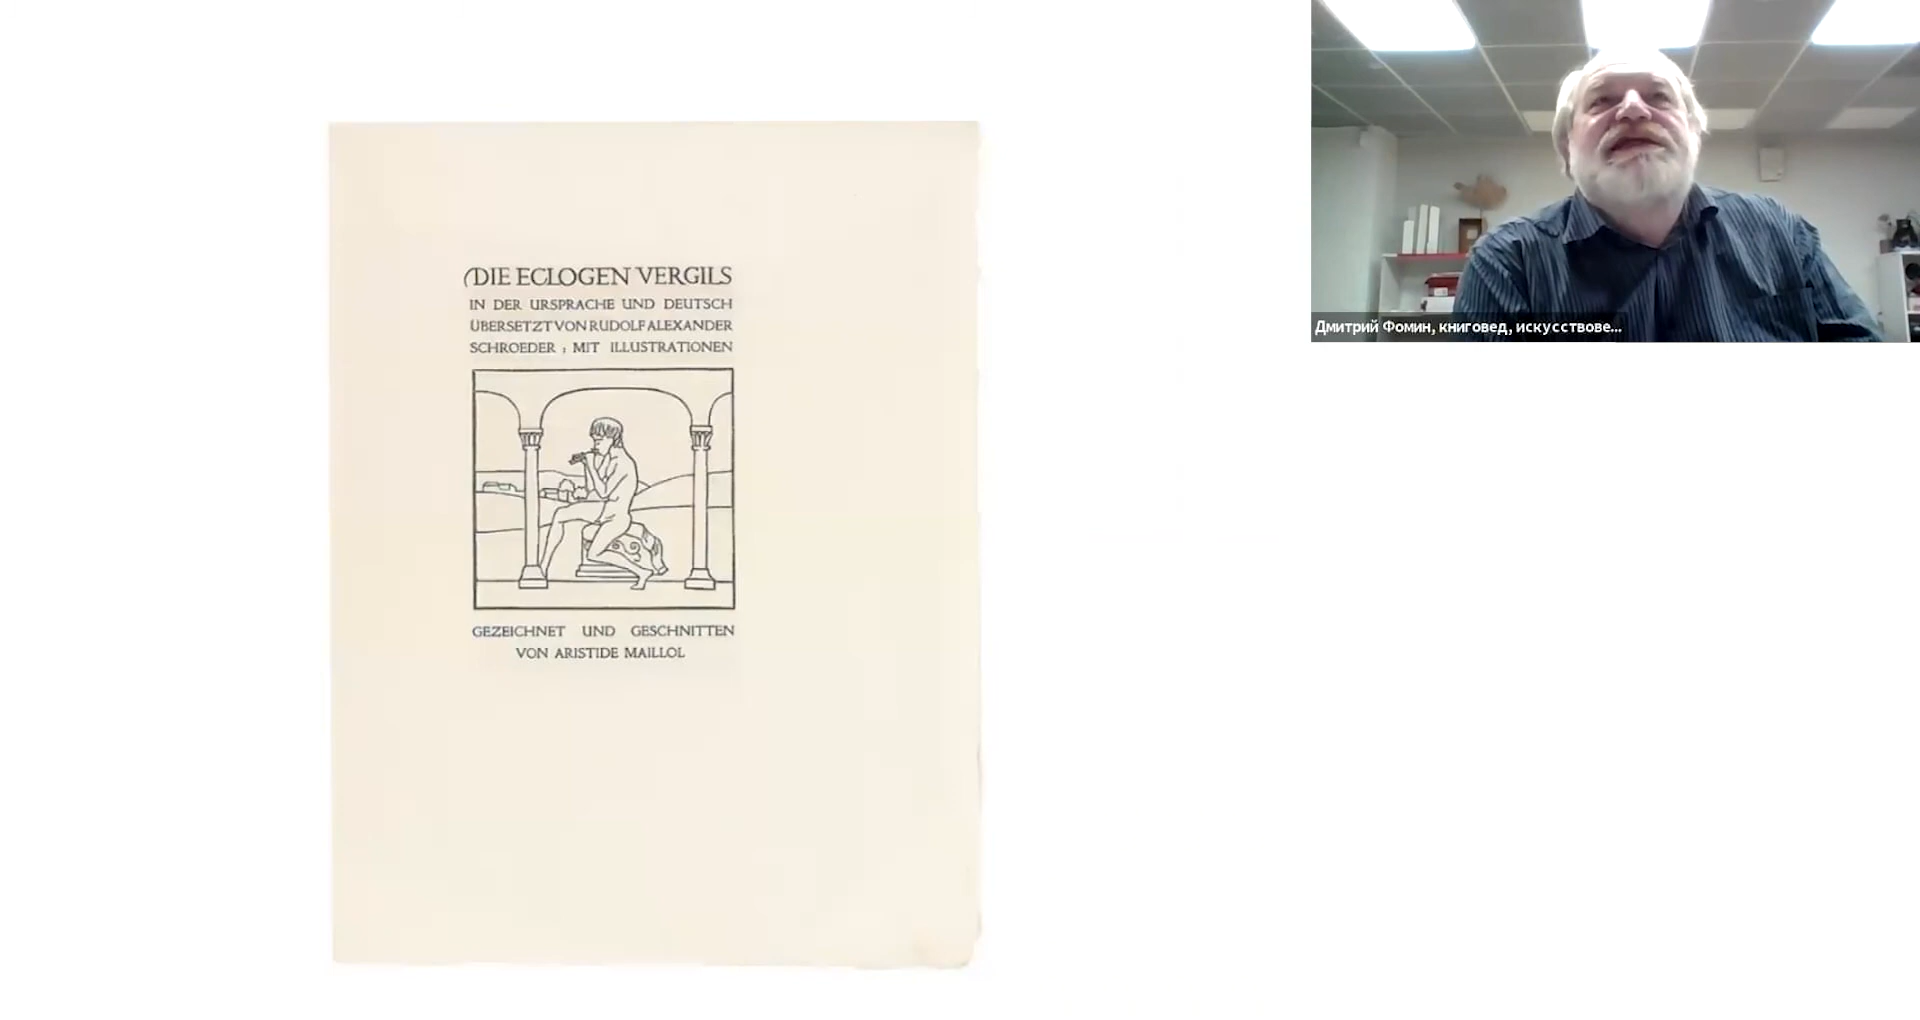 DIE ECLOGEN VERGILS
IN DER URSPRACHE UND DEUTSCH
ÜBERSETZT VON RUDOLF ALEXANDER
SCHROEDER ; MIT ILLUSTRATIONEN
GEZEICHNET UND GESCHNITTEN
VON ARISTIDE MAILLOL
Дмитрий Фомин, книговед, искусствове...